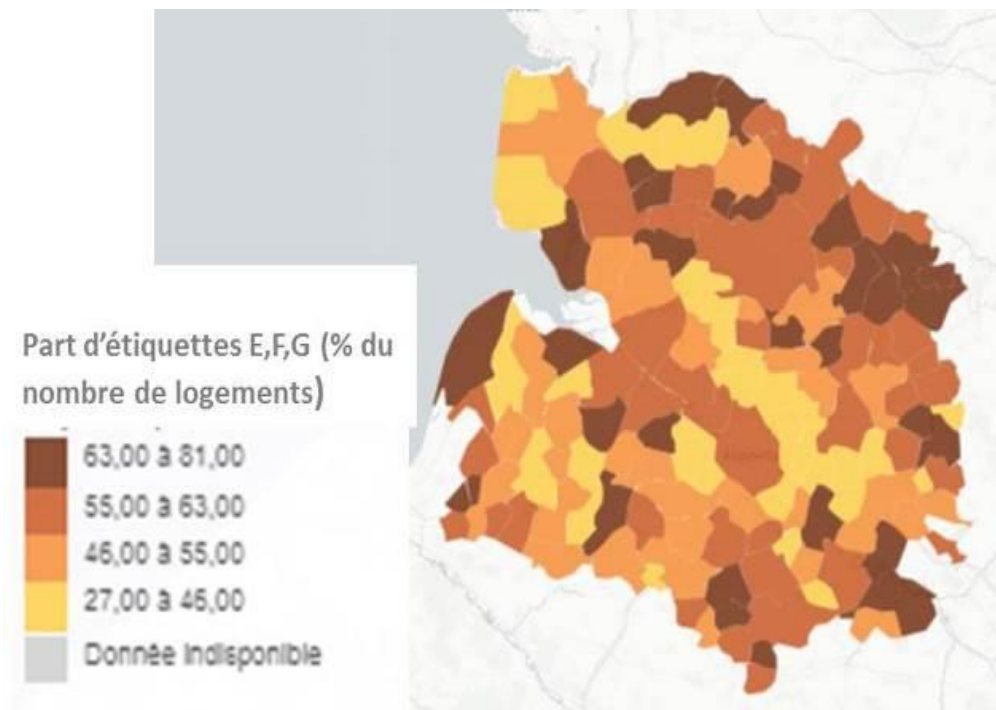 Part d’étiquettes E,F,G (% du
nombre de logements)
63,00 à 81,00
55,00 à 63,00
46,00 à 55,00
27,00 à 46,00
Donnée indisponible